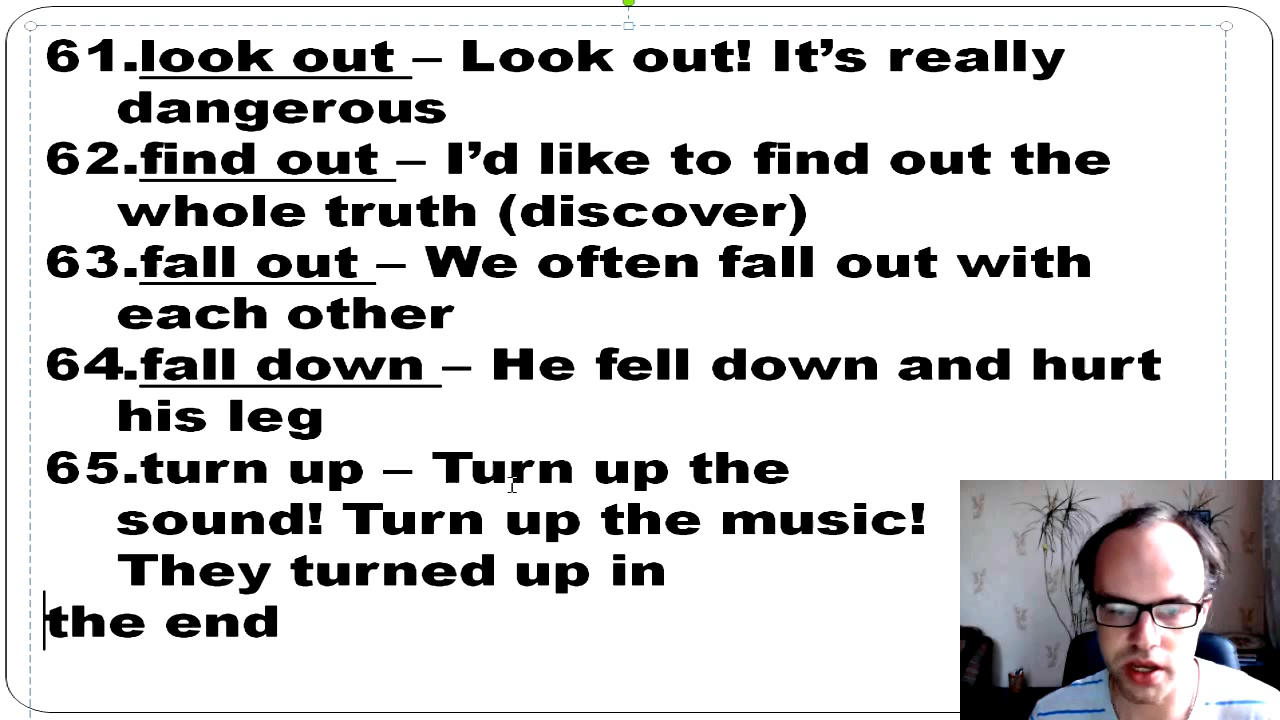 61.look out – Look out! It’s really
dangerous
62.find out – I’d like to find out the
whole truth (discover)
63.fall out – We often fall out with
each other
64.fall down – He fell down and hurt
his leg
65.turn up – Turn up the
sound! Turn up the music!
They turned up in
the end